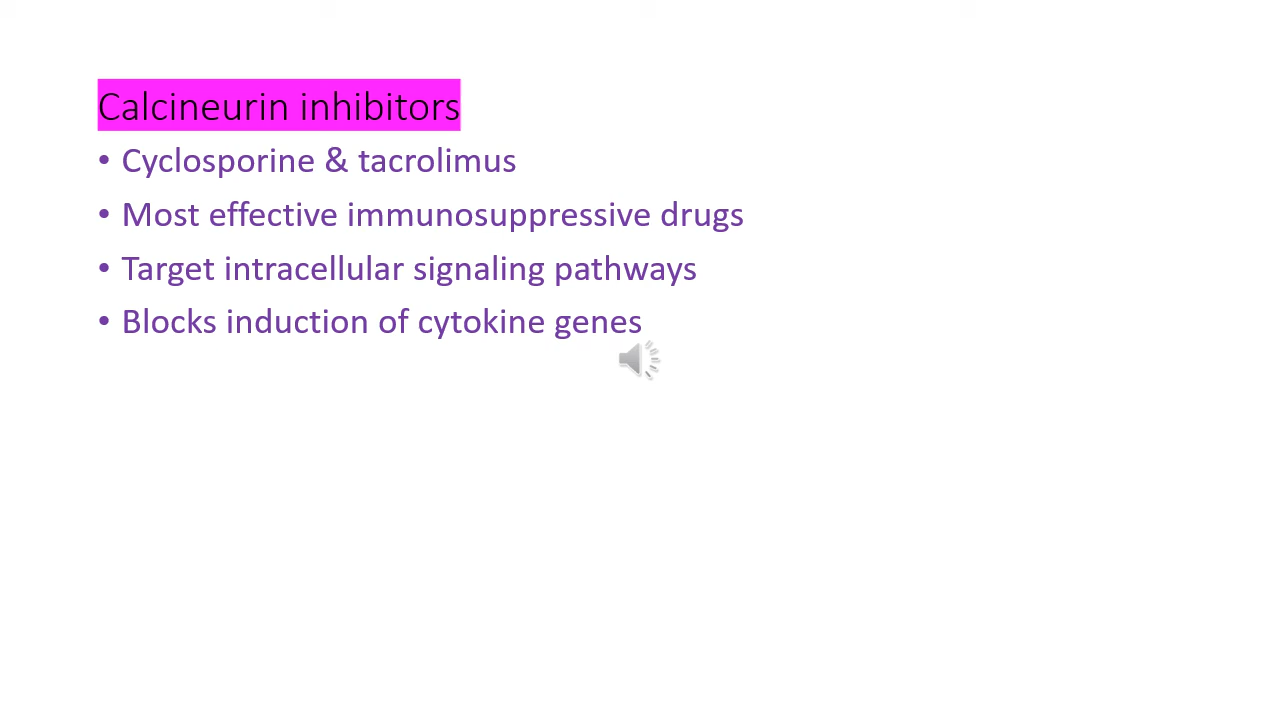 Calcineurin inhibitors
• Cyclosporine & tacrolimus
• Most effective immunosuppressive drugs
• Target intracellular signaling pathways
• Blocks induction of cytokine genes